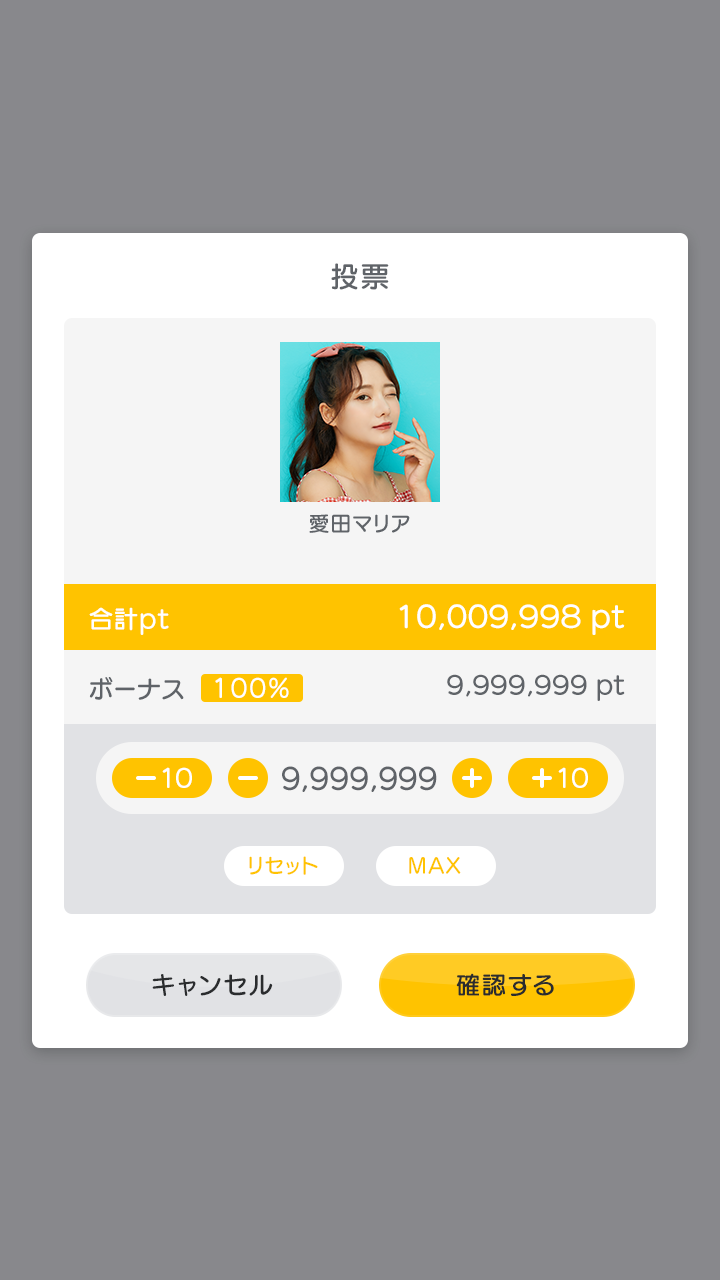 投票
愛田マリア
合計pt 10,009,998 pt
ボーナス 100% 9,999,999 pt
−10 − 9,999,999 + +10
リセット MAX
キャンセル 確認する